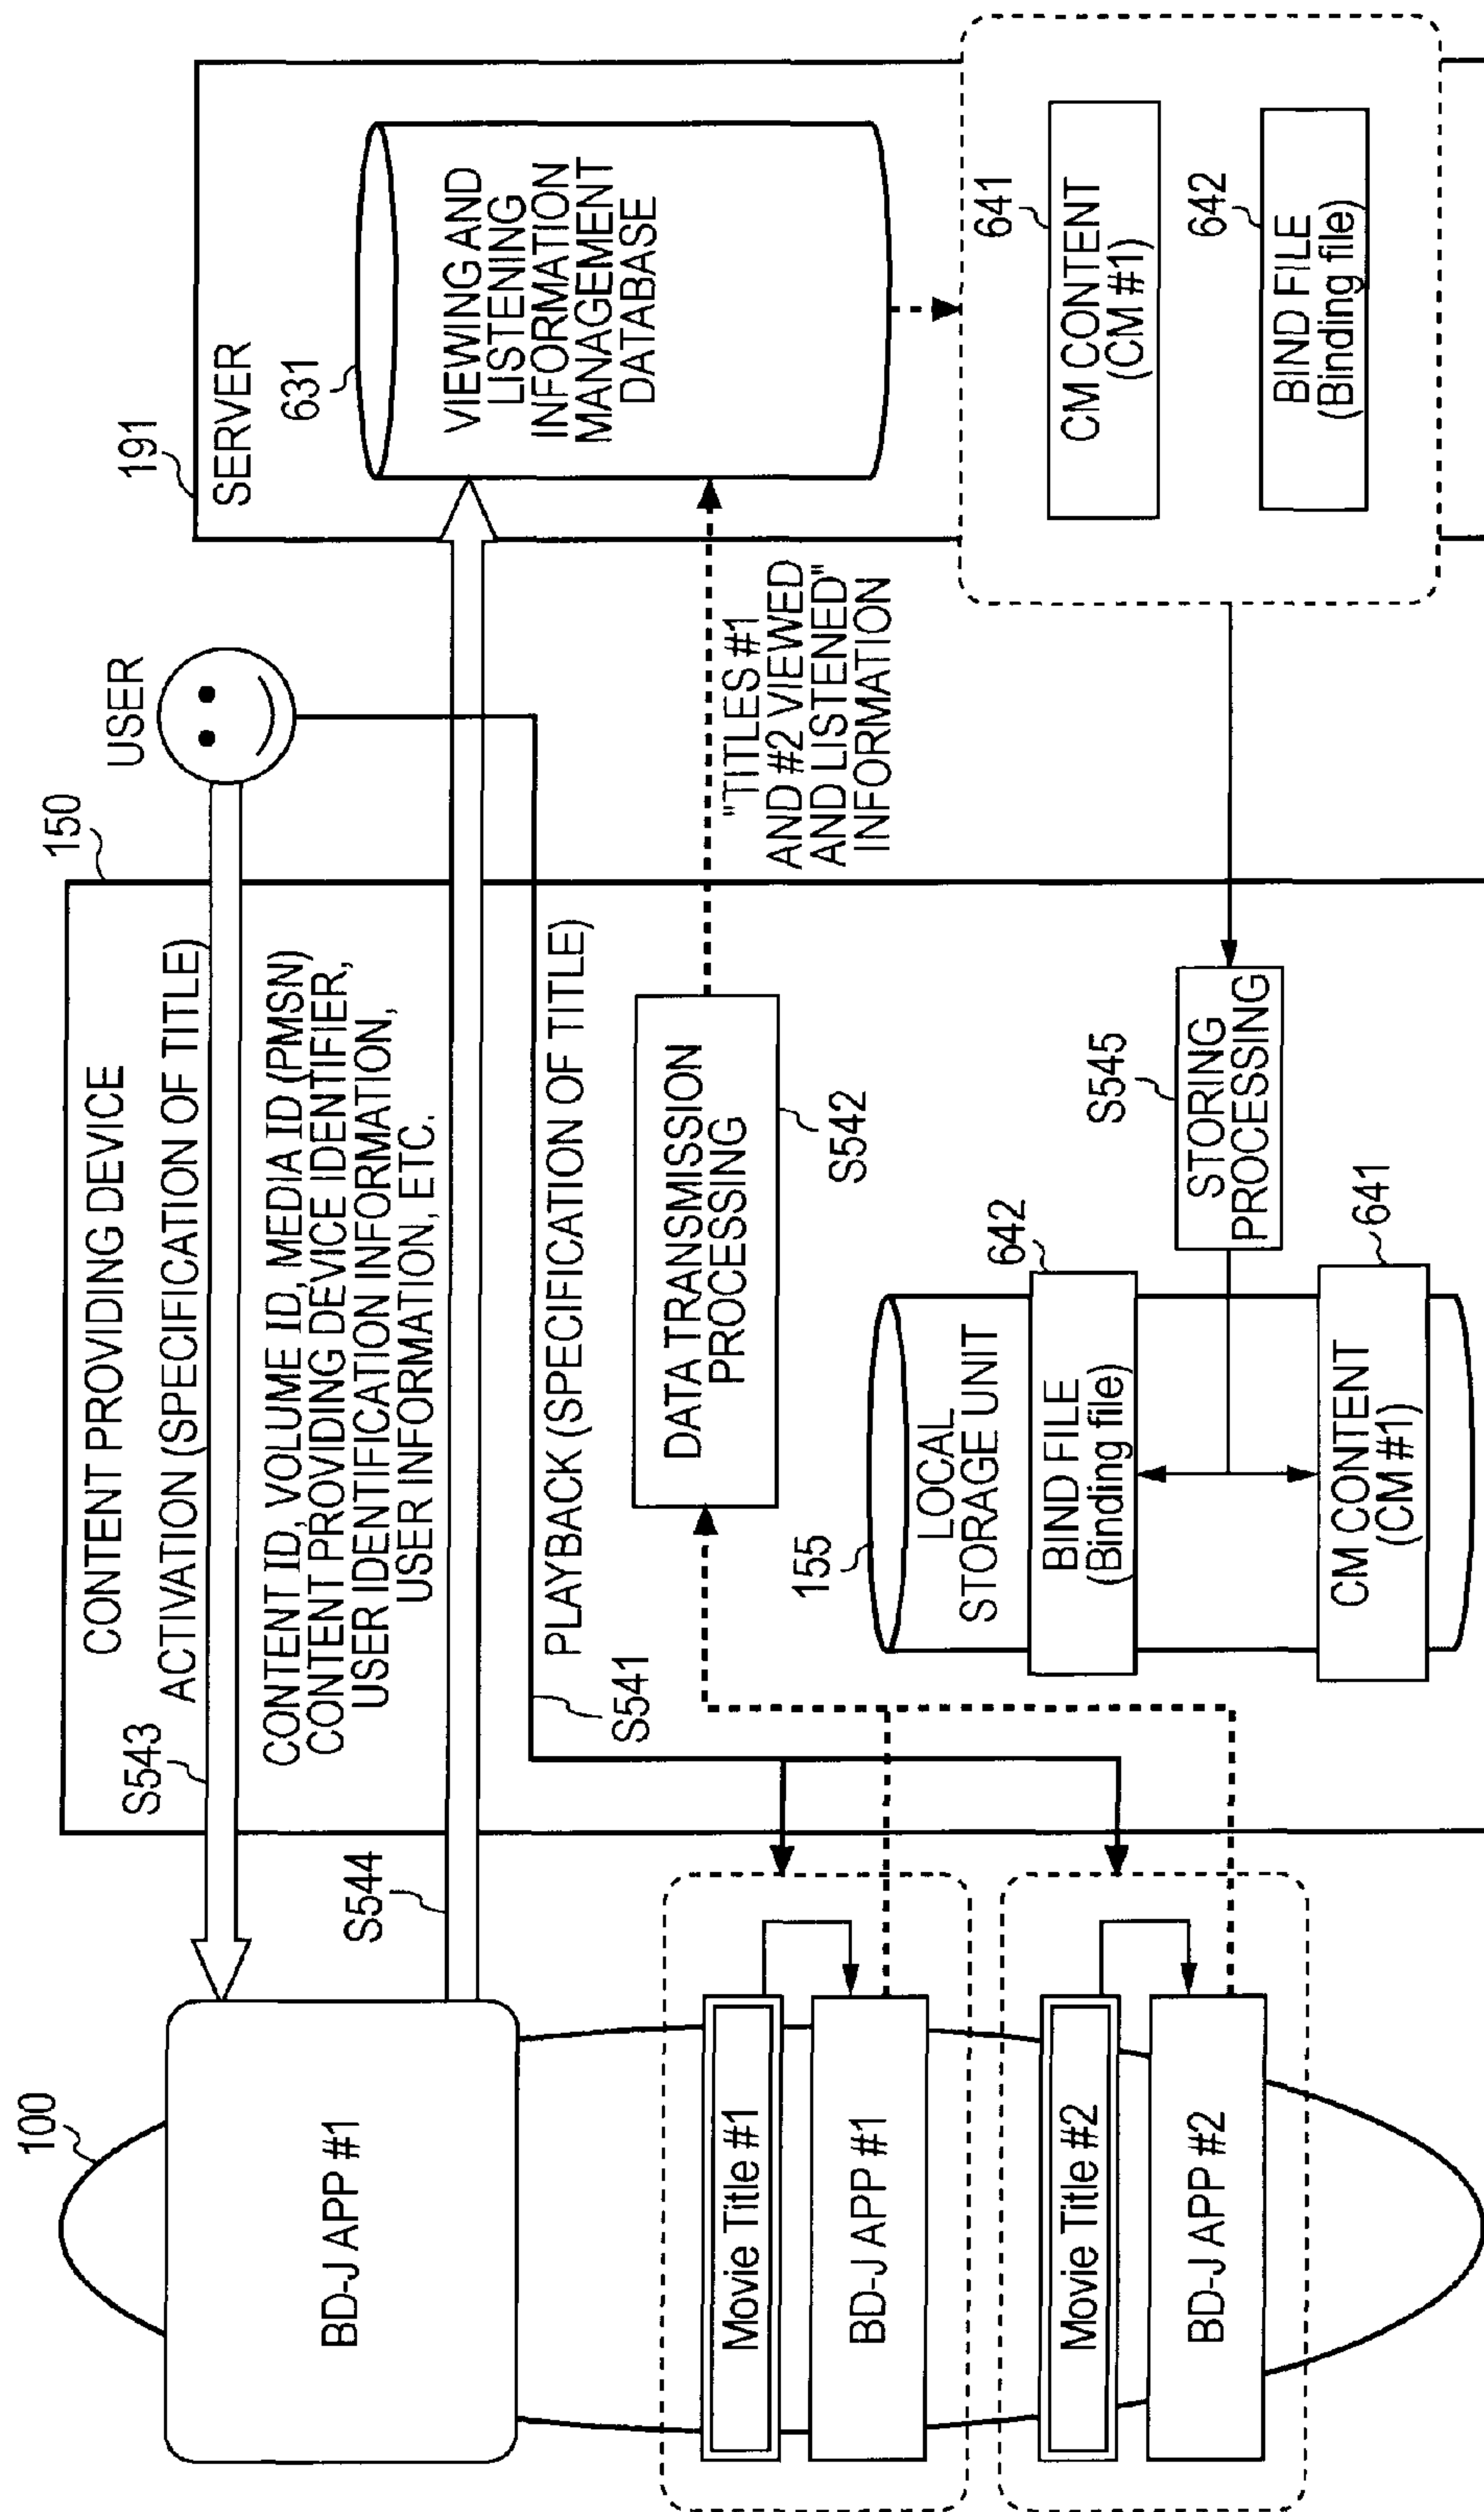 100
BD-J APP #1
Movie Title #1
BD-J APP #1
Movie Title #2
BD-J APP #2
150
CONTENT PROVIDING DEVICE
S543
ACTIVATION (SPECIFICATION OF TITLE)
S544
CONTENT ID, VOLUME ID, MEDIA ID (PMSN)
CONTENT PROVIDING DEVICE IDENTIFIER,
USER IDENTIFICATION INFORMATION,
USER INFORMATION, ETC.
S541
PLAYBACK (SPECIFICATION OF TITLE)
DATA TRANSMISSION
PROCESSING
S542
155
LOCAL
STORAGE UNIT
642
BIND FILE
(Binding file)
641
CM CONTENT
(CM #1)
S545
STORING
PROCESSING
USER
"TITLES #1
AND #2 VIEWED
AND LISTENED"
INFORMATION
191
SERVER
631
VIEWING AND
LISTENING
INFORMATION
MANAGEMENT
DATABASE
641
CM CONTENT
(CM #1)
642
BIND FILE
(Binding file)